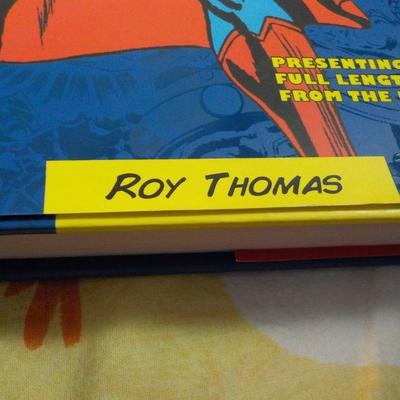 PRESENTING
FULL LENGT
FROM THE
ROY THOMAS